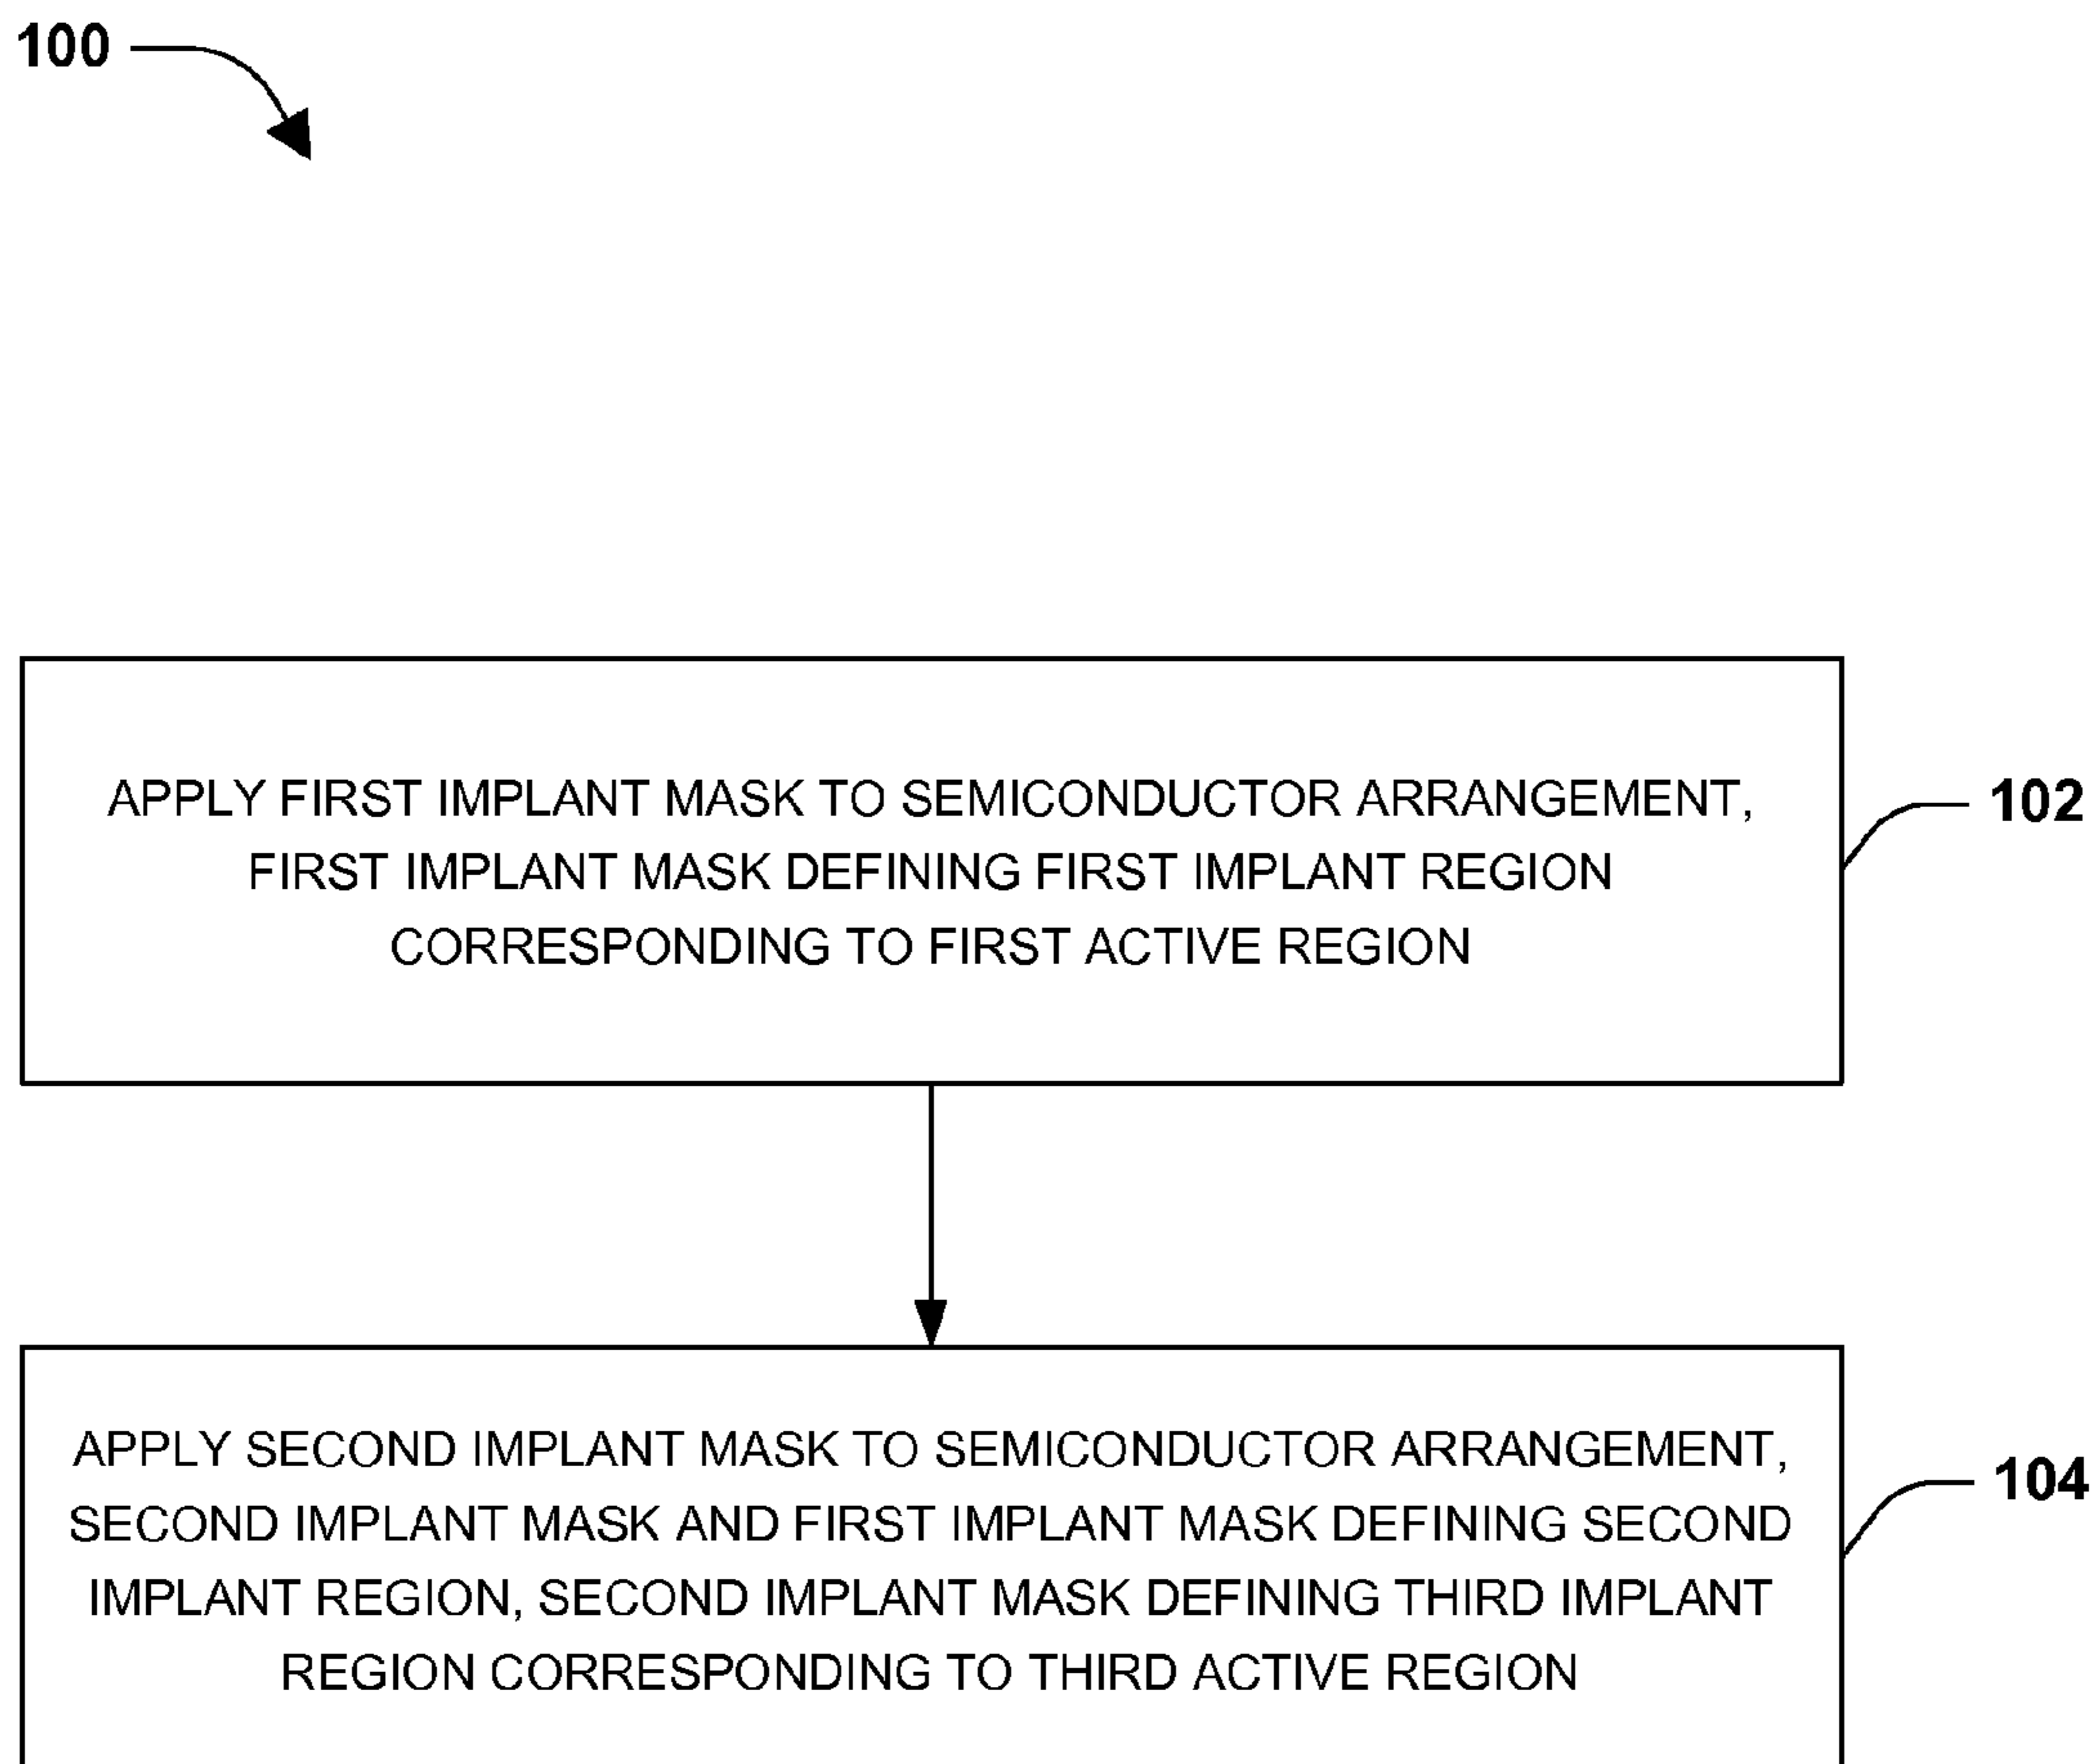 100
APPLY FIRST IMPLANT MASK TO SEMICONDUCTOR ARRANGEMENT,
FIRST IMPLANT MASK DEFINING FIRST IMPLANT REGION
CORRESPONDING TO FIRST ACTIVE REGION
102
APPLY SECOND IMPLANT MASK TO SEMICONDUCTOR ARRANGEMENT,
SECOND IMPLANT MASK AND FIRST IMPLANT MASK DEFINING SECOND
IMPLANT REGION, SECOND IMPLANT MASK DEFINING THIRD IMPLANT
REGION CORRESPONDING TO THIRD ACTIVE REGION
104